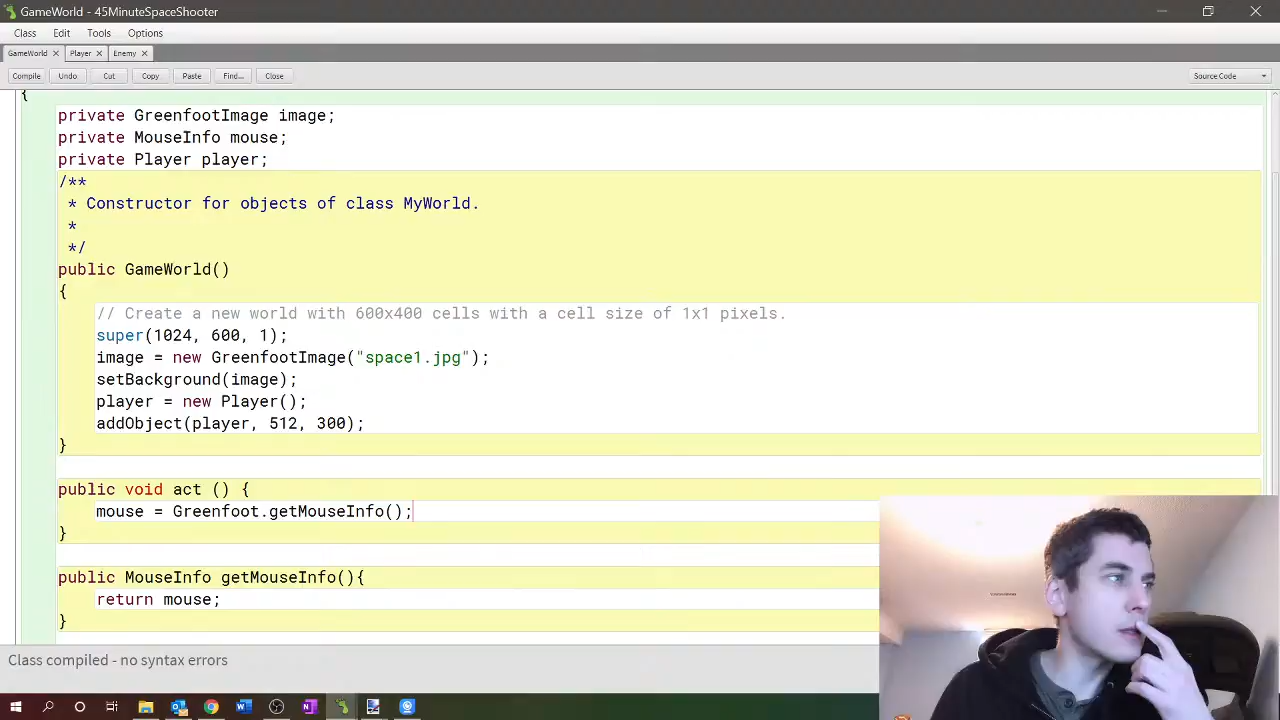 GameWorld - 45MinuteSpaceShooter
Class Edit Tools Options
GameWorld × Player × Enemy ×
Compile Undo Cut Copy Paste Find... Close Source Code
{
private GreenfootImage image;
private MouseInfo mouse;
private Player player;
/**
* Constructor for objects of class MyWorld.
*
*/
public GameWorld()
{
// Create a new world with 600x400 cells with a cell size of 1x1 pixels.
super(1024, 600, 1);
image = new GreenfootImage("space1.jpg");
setBackground(image);
player = new Player();
addObject(player, 512, 300);
}
public void act () {
mouse = Greenfoot.getMouseInfo();
}
public MouseInfo getMouseInfo(){
return mouse;
}
Class compiled - no syntax errors